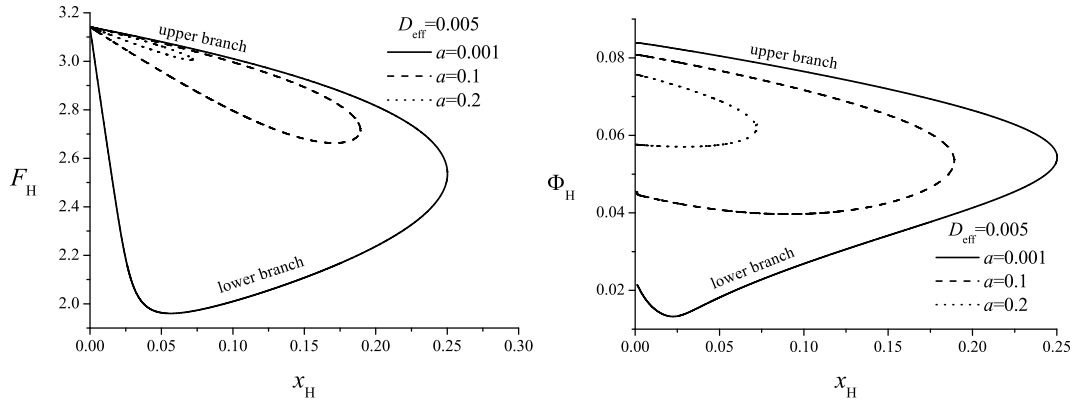 3.2
3.0
2.8
2.6
2.4
2.2
2.0
F_H
0.00 0.05 0.10 0.15 0.20 0.25 0.30
x_H
upper branch
lower branch
D_eff=0.005
a=0.001
a=0.1
a=0.2
0.08
0.06
0.04
0.02
Φ_H
0.00 0.05 0.10 0.15 0.20 0.25
x_H
upper branch
lower branch
D_eff=0.005
a=0.001
a=0.1
a=0.2